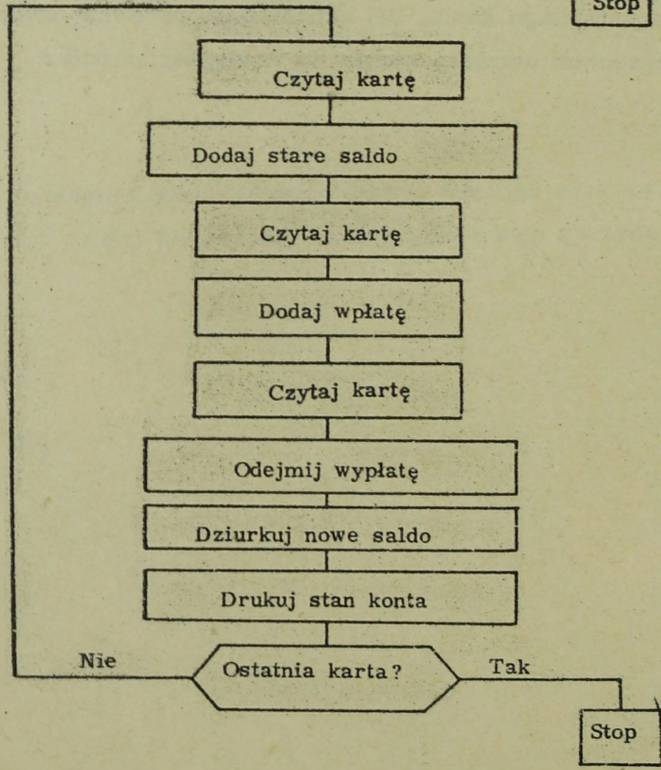 Stop
Czytaj kartę
Dodaj stare saldo
Czytaj kartę
Dodaj wpłatę
Czytaj kartę
Odejmij wypłatę
Dziurkuj nowe saldo
Drukuj stan konta
Nie
Ostatnia karta?
Tak
Stop